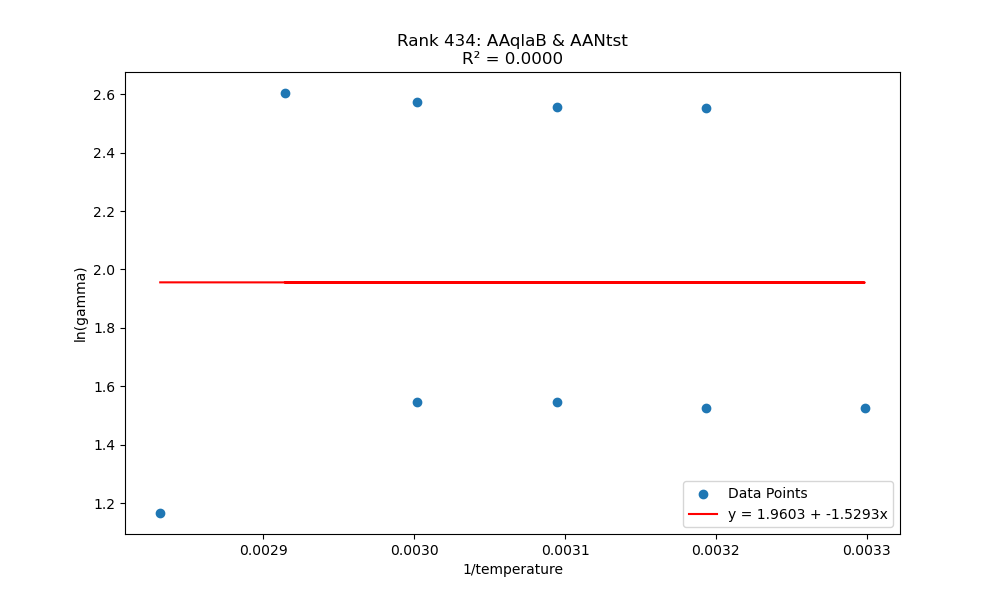 Rank 434: AAqlaB & AANtst
R² = 0.0000
ln(gamma)
2.6
2.4
2.2
2.0
1.8
1.6
1.4
1.2
Data Points
y = 1.9603 + -1.5293x
0.0029 0.0030 0.0031 0.0032 0.0033
1/temperature